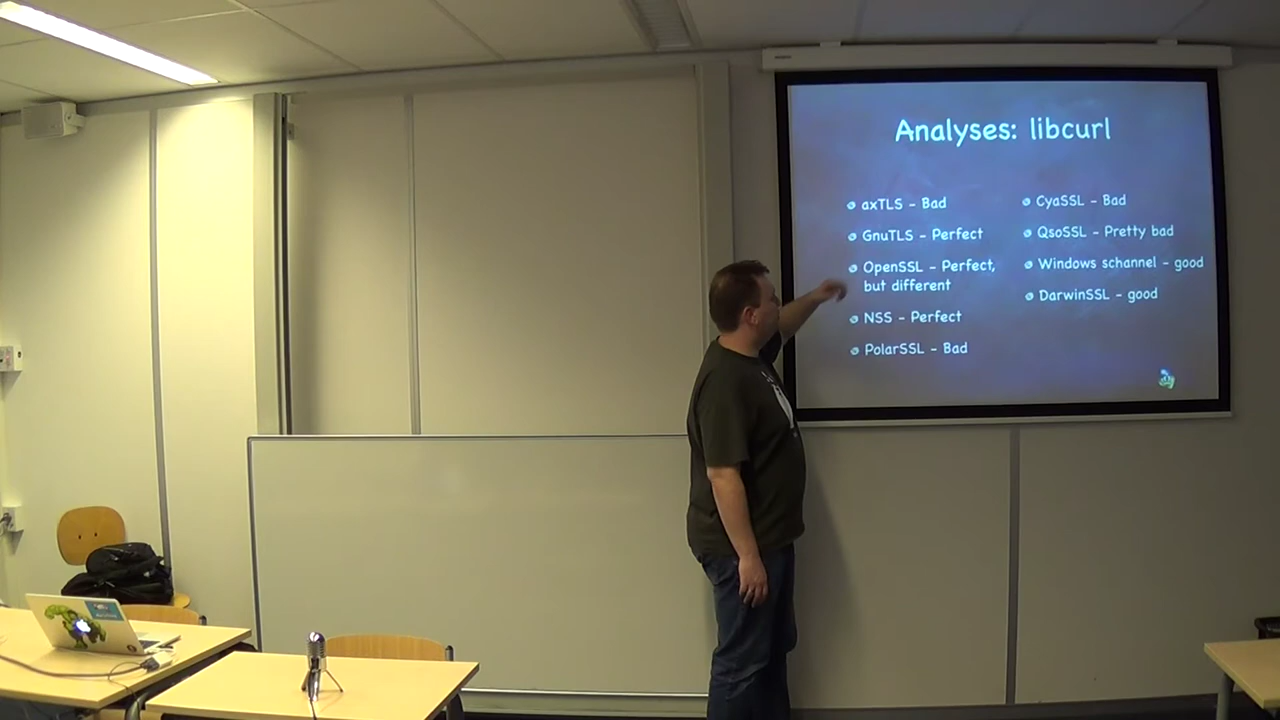 Analyses: libcurl
axTLS - Bad
GnuTLS - Perfect
OpenSSL - Perfect,
but different
NSS - Perfect
PolarSSL - Bad
CyaSSL - Bad
QsoSSL - Pretty bad
Windows schannel - good
DarwinSSL - good